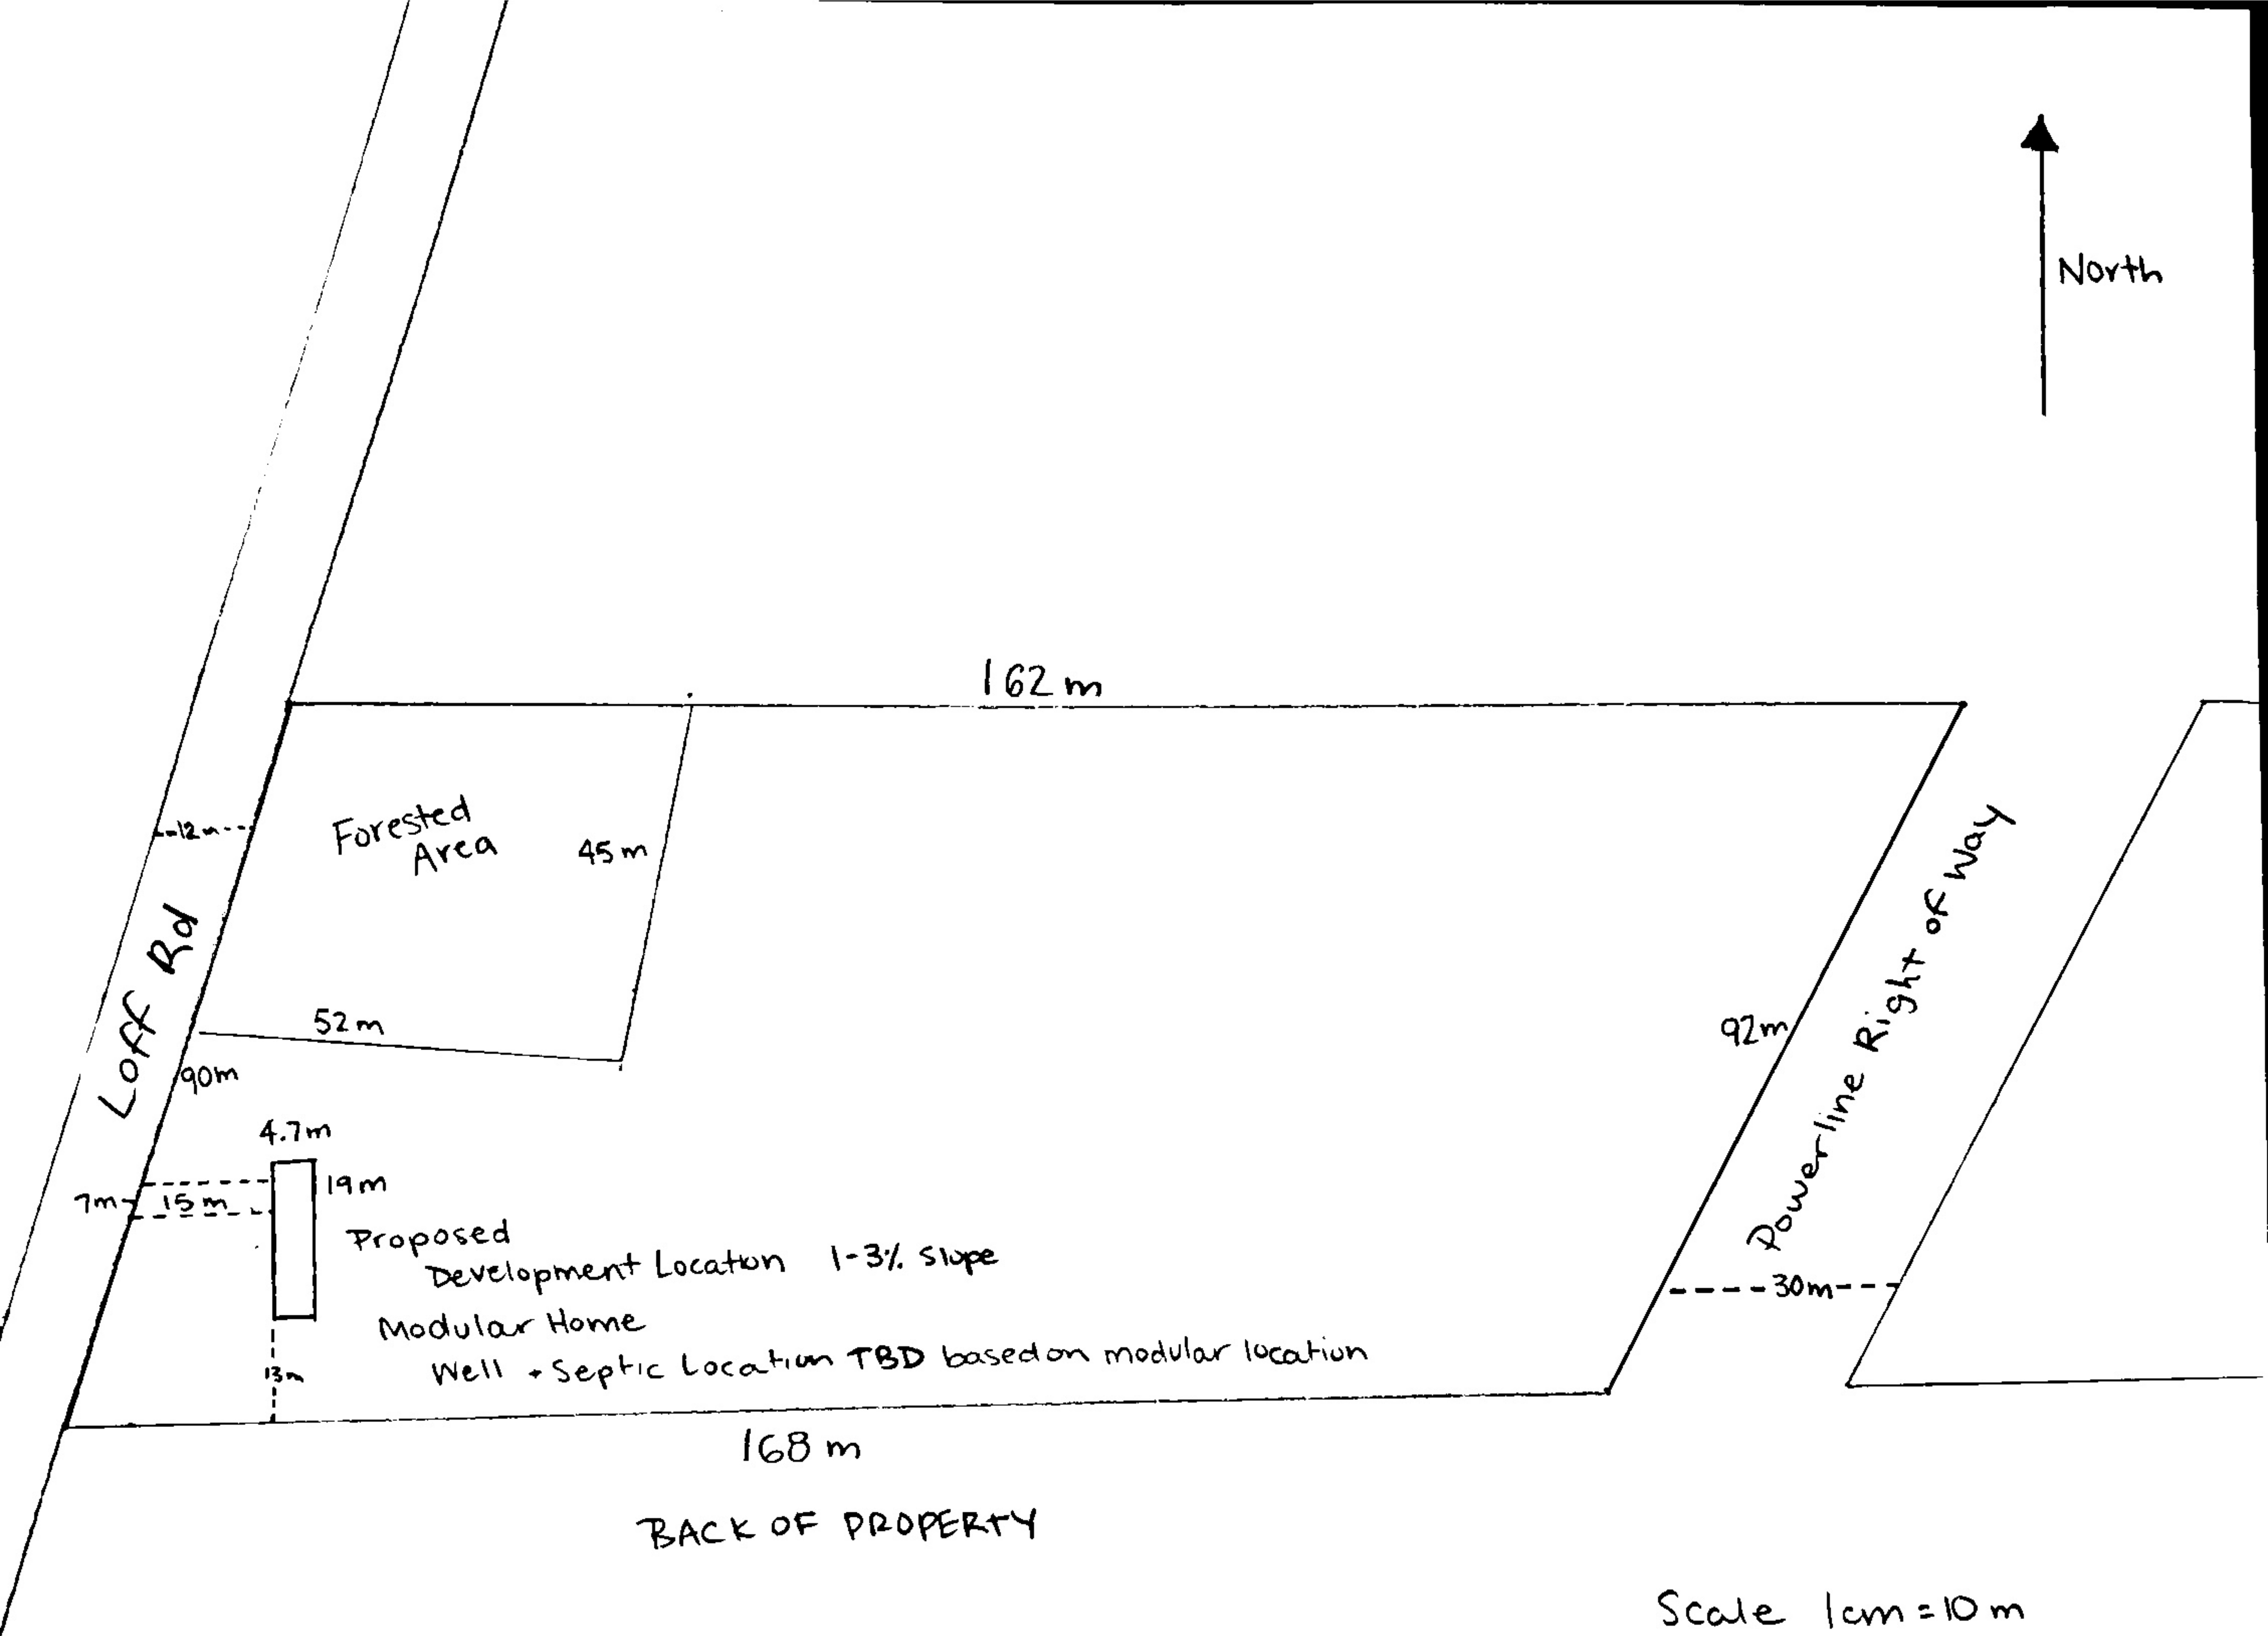 North
162 m
12m
Forested
Area
45 m
Loff Rd
52 m
90m
92m
Powerline Right of Way
4.7m
19m
7m
15 m
Proposed
Development Location 1-3% slope
30m
Modular Home
Well + Septic Location TBD based on modular location
13m
168 m
BACK OF PROPERTY
Scale 1cm = 10 m